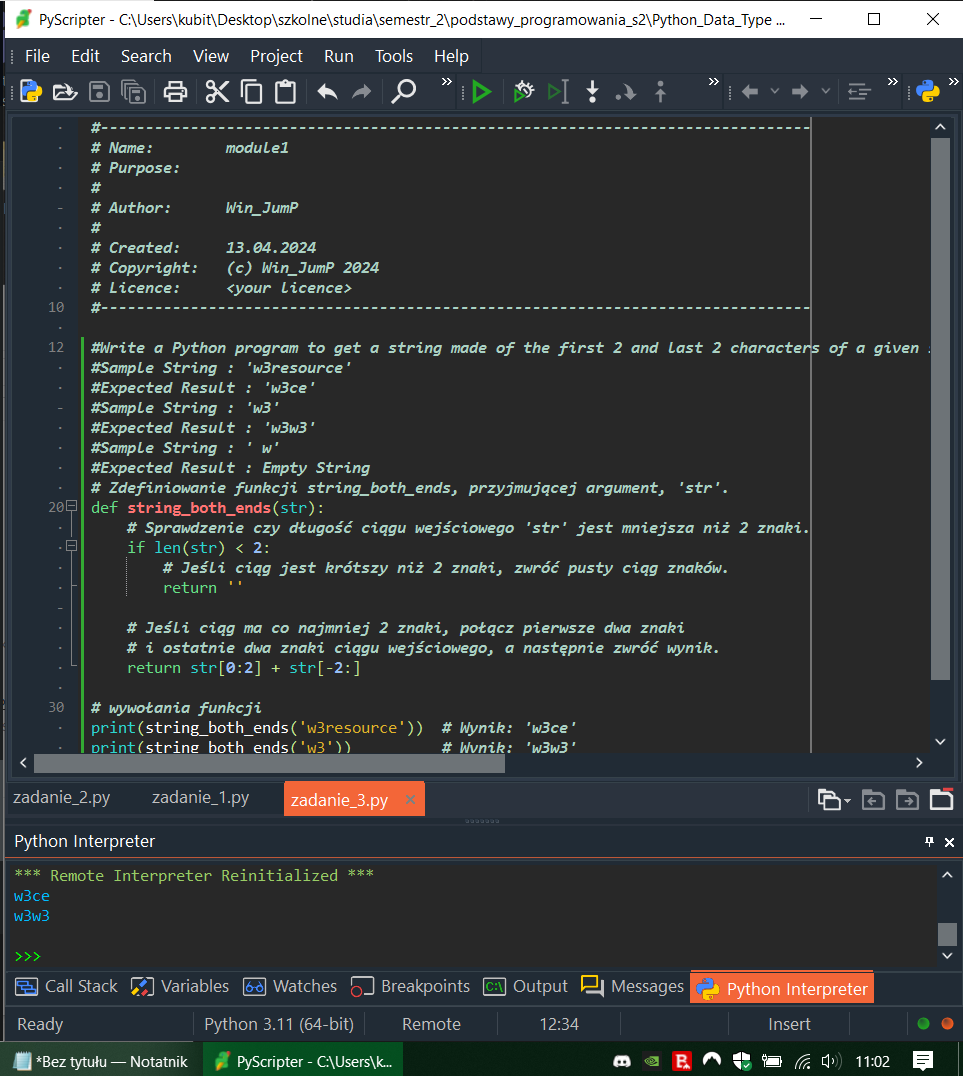 PyScripter - C:\Users\kubit\Desktop\szkolne\studia\semestr_2\podstawy_programowania_s2\Python_Data_Type ...
File Edit Search View Project Run Tools Help
#------------------------------------------------------------------------------
# Name: module1
# Purpose:
#
# Author: Win_JumP
#
# Created: 13.04.2024
# Copyright: (c) Win_JumP 2024
# Licence: <your licence>
10 #------------------------------------------------------------------------------
12 #Write a Python program to get a string made of the first 2 and last 2 characters of a given
#Sample String : 'w3resource'
#Expected Result : 'w3ce'
#Sample String : 'w3'
#Expected Result : 'w3w3'
#Sample String : ' w'
#Expected Result : Empty String
# Zdefiniowanie funkcji string_both_ends, przyjmującej argument, 'str'.
20 def string_both_ends(str):
# Sprawdzenie czy długość ciągu wejściowego 'str' jest mniejsza niż 2 znaki.
if len(str) < 2:
# Jeśli ciąg jest krótszy niż 2 znaki, zwróć pusty ciąg znaków.
return ''
# Jeśli ciąg ma co najmniej 2 znaki, połącz pierwsze dwa znaki
# i ostatnie dwa znaki ciągu wejściowego, a następnie zwróć wynik.
return str[0:2] + str[-2:]
30 # wywołania funkcji
print(string_both_ends('w3resource')) # Wynik: 'w3ce'
print(string_both_ends('w3')) # Wynik: 'w3w3'
zadanie_2.py zadanie_1.py zadanie_3.py ×
Python Interpreter
*** Remote Interpreter Reinitialized ***
w3ce
w3w3
>>>
Call Stack Variables Watches Breakpoints Output Messages Python Interpreter
Ready Python 3.11 (64-bit) Remote 12:34 Insert
*Bez tytułu — Notatnik PyScripter - C:\Users\k... 11:02